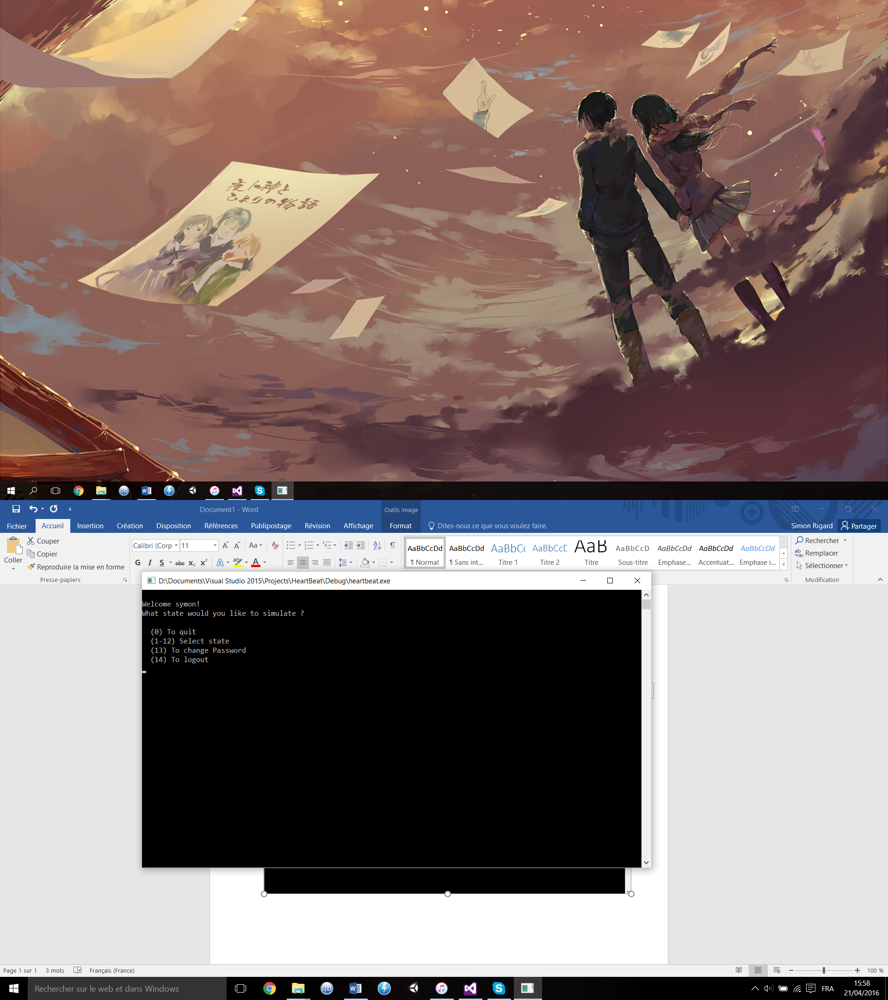 夜ト神と
ひよりの物語
Document1 - Word
Outils Image
Fichier
Accueil
Insertion
Création
Disposition
Références
Publipostage
Révision
Affichage
Format
Dites-nous ce que vous voulez faire.
Simon Rigard
Partager
Coller
Couper
Copier
Reproduire la mise en forme
Presse-papiers
Calibri (Corp
11
Aa
G I S abc x₂ x² A ab A
AaBbCcDd
¶ Normal
AaBbCcDd
¶ Sans int...
AaBbCc
Titre 1
AaBbCcD
Titre 2
AaB
Titre
AaBbCcD
Sous-titre
AaBbCcDd
Emphase...
AaBbCcDd
Accentuat...
AaBbCcDd
Emphase i...
Rechercher
Remplacer
Sélectionner
Modification
D:\Documents\Visual Studio 2015\Projects\HeartBeat\Debug\heartbeat.exe
Welcome symon!
What state would you like to simulate ?
(0) To quit
(1-12) Select state
(13) To change Password
(14) To logout
Page 1 sur 1
3 mots
Français (France)
100 %
Rechercher sur le web et dans Windows
FRA
15:58
21/04/2016